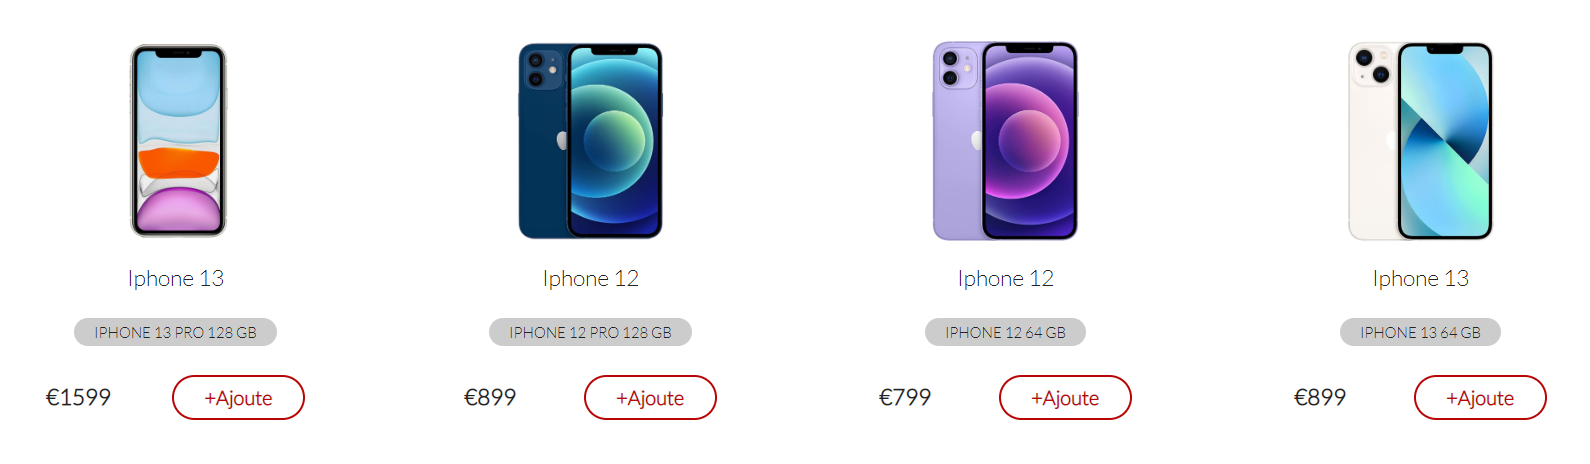 Iphone 13
IPHONE 13 PRO 128 GB
€1599
+Ajoute
Iphone 12
IPHONE 12 PRO 128 GB
€899
+Ajoute
Iphone 12
IPHONE 12 64 GB
€799
+Ajoute
Iphone 13
IPHONE 13 64 GB
€899
+Ajoute